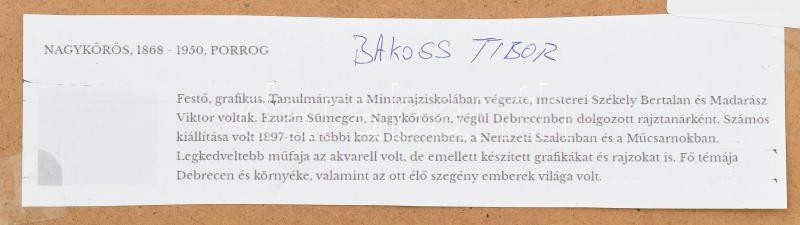 NAGYKŐRÖS, 1868 - 1950, PORROG BAKOSS TIBOR
Festő, grafikus. Tanulmányait a Mintarajziskolában végezte, mesterei Székely Bertalan és Madarász
Viktor voltak. Ezután Sümegen, Nagykőrösön, végül Debrecenben dolgozott rajztanárként. Számos
kiállítása volt 1897-től a többi közt Debrecenben, a Nemzeti Szalonban és a Műcsarnokban.
Legkedveltebb műfaja az akvarell volt, de emellett készített grafikákat és rajzokat is. Fő témája
Debrecen és környéke, valamint az ott élő szegény emberek világa volt.